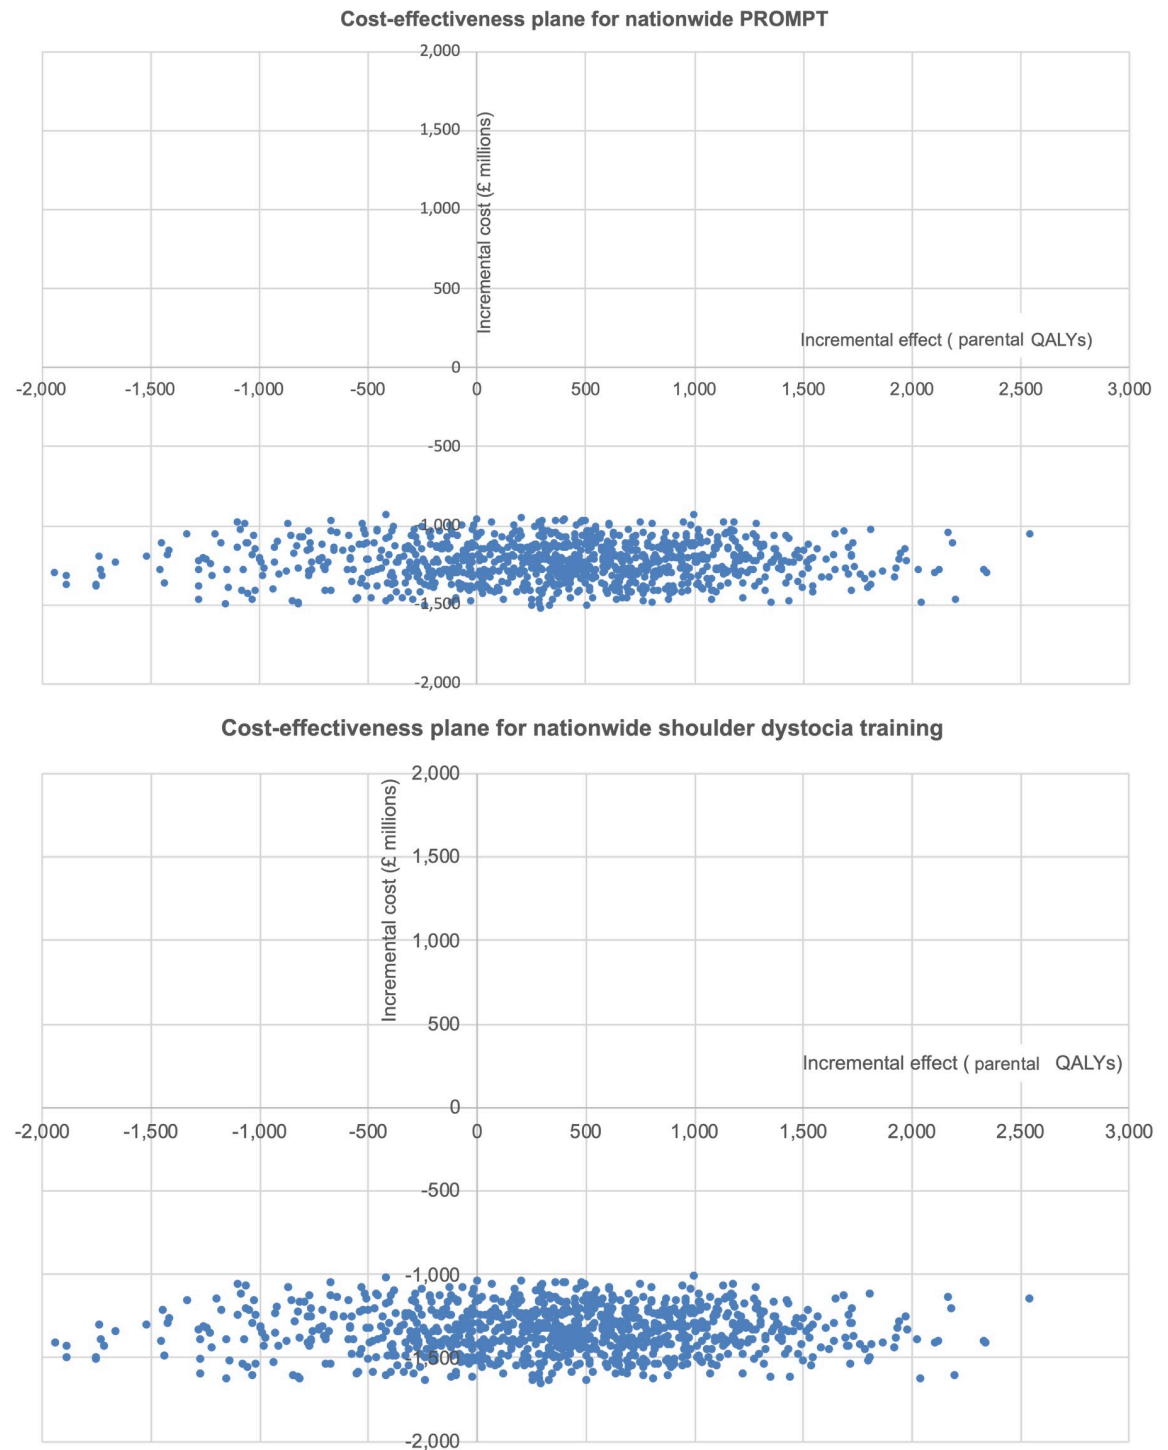 Cost-effectiveness plane for nationwide PROMPT
2,000
1,500
1,000
500
0
-500
-1,000
-1,500
-2,000
Incremental cost (£ millions)
Incremental effect ( parental QALYs)
-2,000 -1,500 -1,000 -500 0 500 1,000 1,500 2,000 2,500 3,000
Cost-effectiveness plane for nationwide shoulder dystocia training
2,000
1,500
1,000
500
0
-500
-1,000
-1,500
-2,000
Incremental cost (£ millions)
Incremental effect ( parental QALYs)
-2,000 -1,500 -1,000 -500 0 500 1,000 1,500 2,000 2,500 3,000